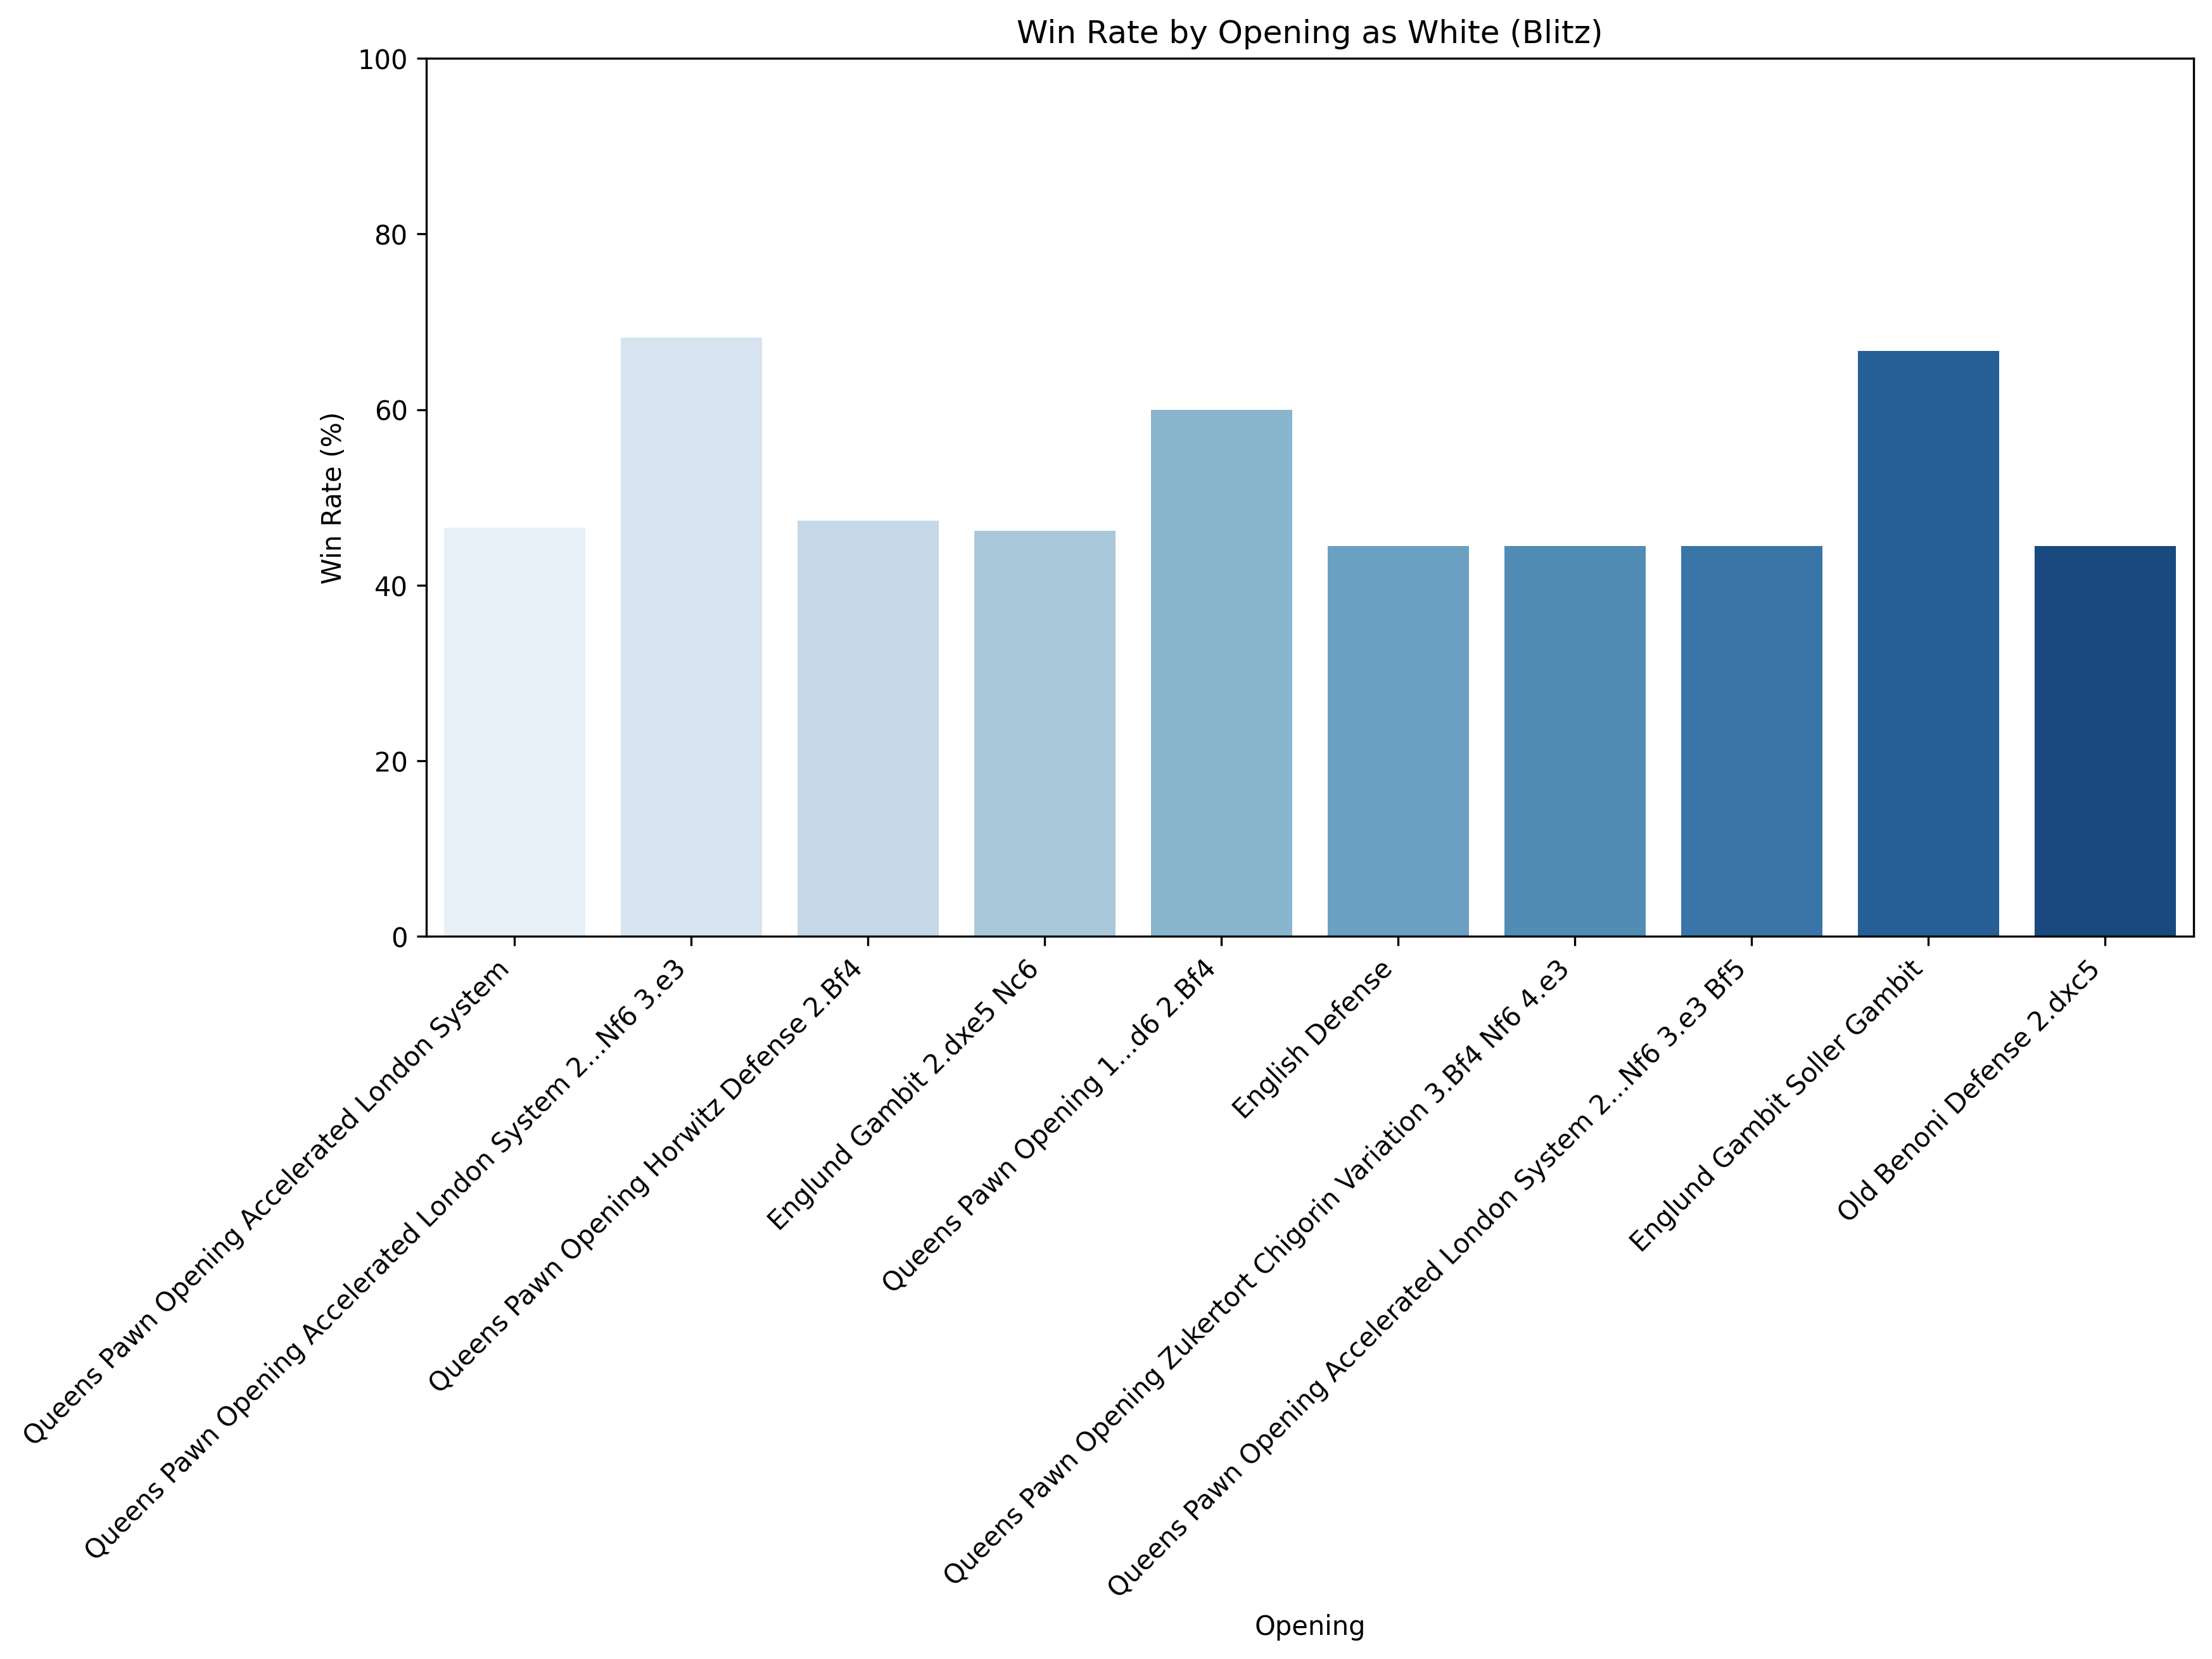 Win Rate by Opening as White (Blitz)
Win Rate (%)
100
80
60
40
20
0
Queens Pawn Opening Accelerated London System
Queens Pawn Opening Accelerated London System 2...Nf6 3.e3
Queens Pawn Opening Horwitz Defense 2.Bf4
Englund Gambit 2.dxe5 Nc6
Queens Pawn Opening 1...d6 2.Bf4
English Defense
Queens Pawn Opening Zukertort Chigorin Variation 3.Bf4 Nf6 4.e3
Queens Pawn Opening Accelerated London System 2...Nf6 3.e3 Bf5
Englund Gambit Soller Gambit
Old Benoni Defense 2.dxc5
Opening